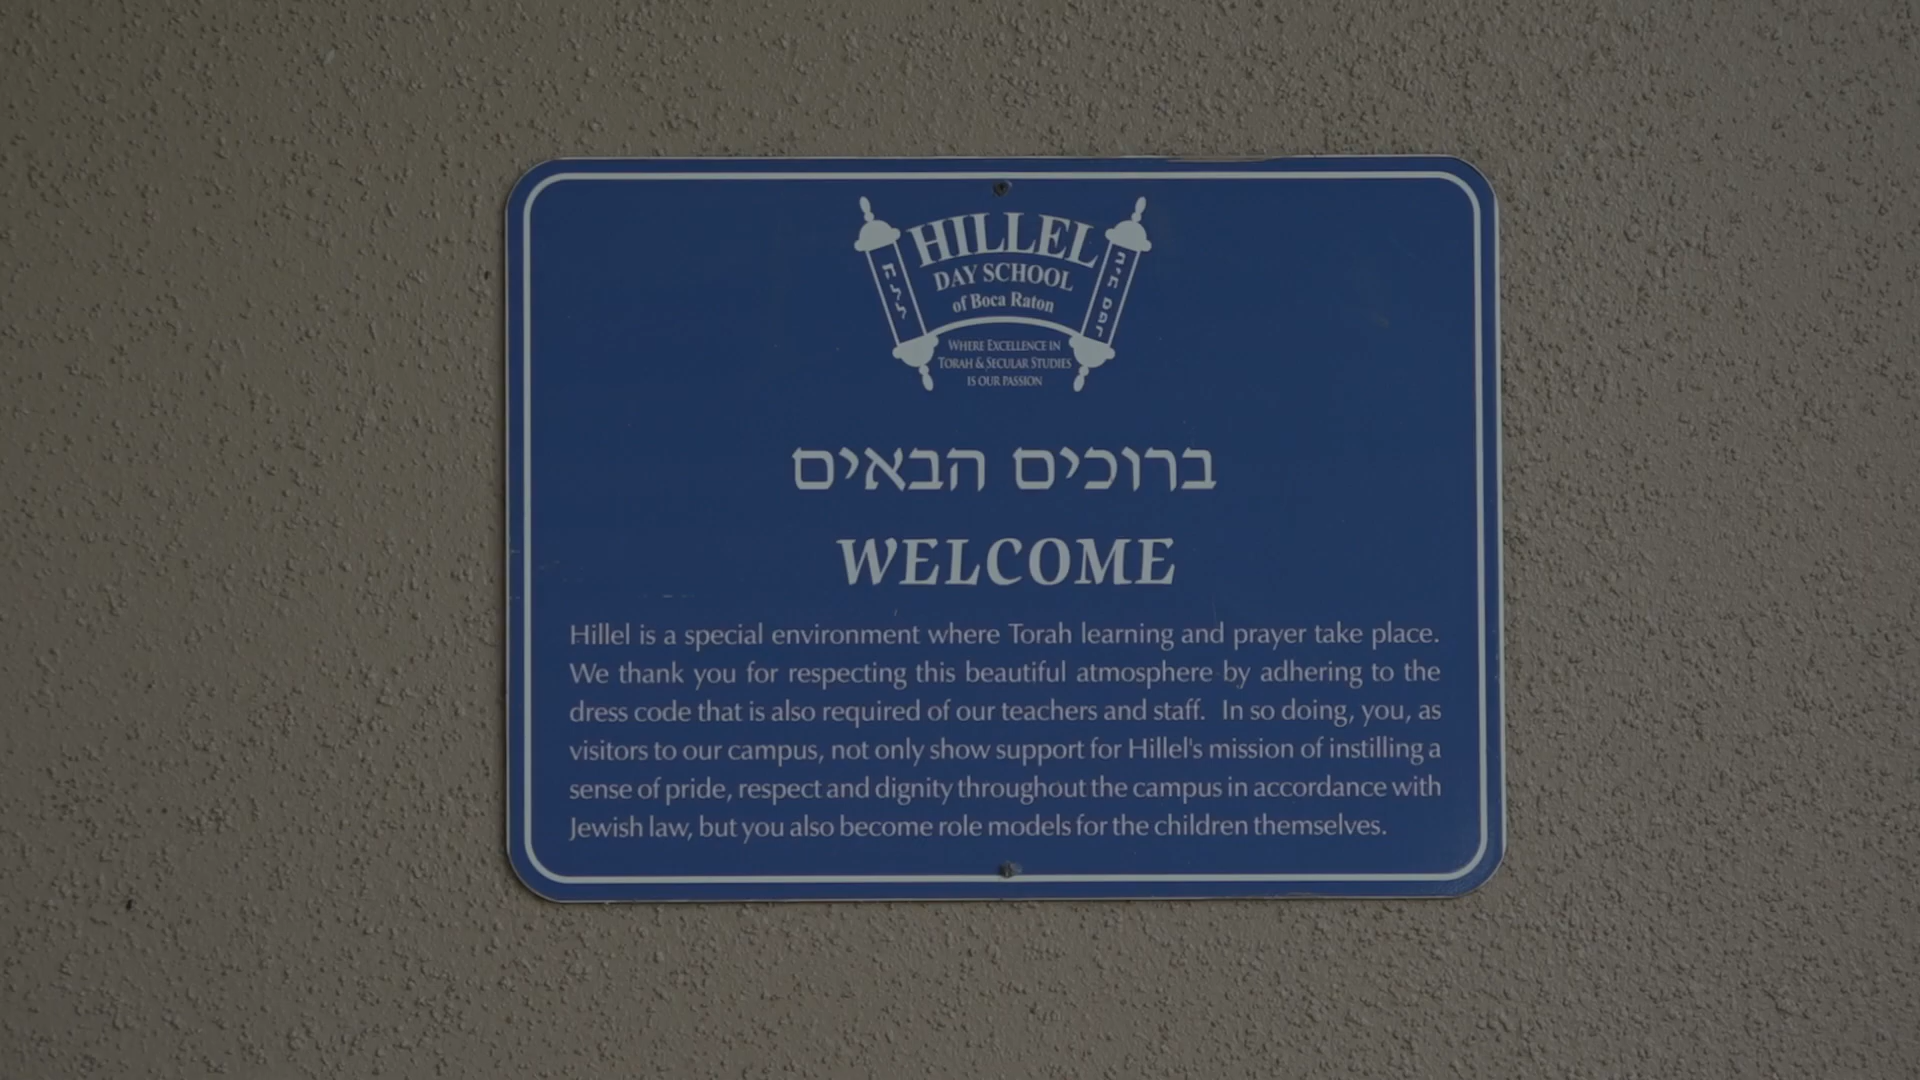 HILLEL
DAY SCHOOL
of Boca Raton
WHERE EXCELLENCE IN
TORAH & SECULAR STUDIES
IS OUR PASSION
ברוכים הבאים
WELCOME
Hillel is a special environment where Torah learning and prayer take place.
We thank you for respecting this beautiful atmosphere by adhering to the
dress code that is also required of our teachers and staff. In so doing, you, as
visitors to our campus, not only show support for Hillel's mission of instilling a
sense of pride, respect and dignity throughout the campus in accordance with
Jewish law, but you also become role models for the children themselves.